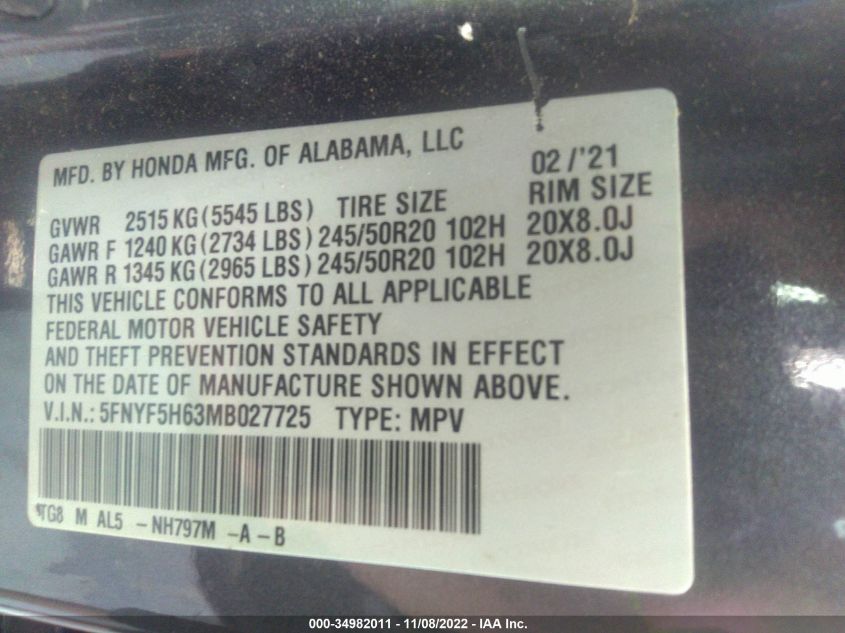 MFD. BY HONDA MFG. OF ALABAMA, LLC 02/'21
GVWR 2515 KG (5545 LBS) TIRE SIZE RIM SIZE
GAWR F 1240 KG (2734 LBS) 245/50R20 102H 20X8.0J
GAWR R 1345 KG (2965 LBS) 245/50R20 102H 20X8.0J
THIS VEHICLE CONFORMS TO ALL APPLICABLE
FEDERAL MOTOR VEHICLE SAFETY
AND THEFT PREVENTION STANDARDS IN EFFECT
ON THE DATE OF MANUFACTURE SHOWN ABOVE.
V.I.N.: 5FNYF5H63MB027725 TYPE: MPV
*TG8 M AL5 -NH797M -A-B
000-34982011 - 11/08/2022 - IAA Inc.